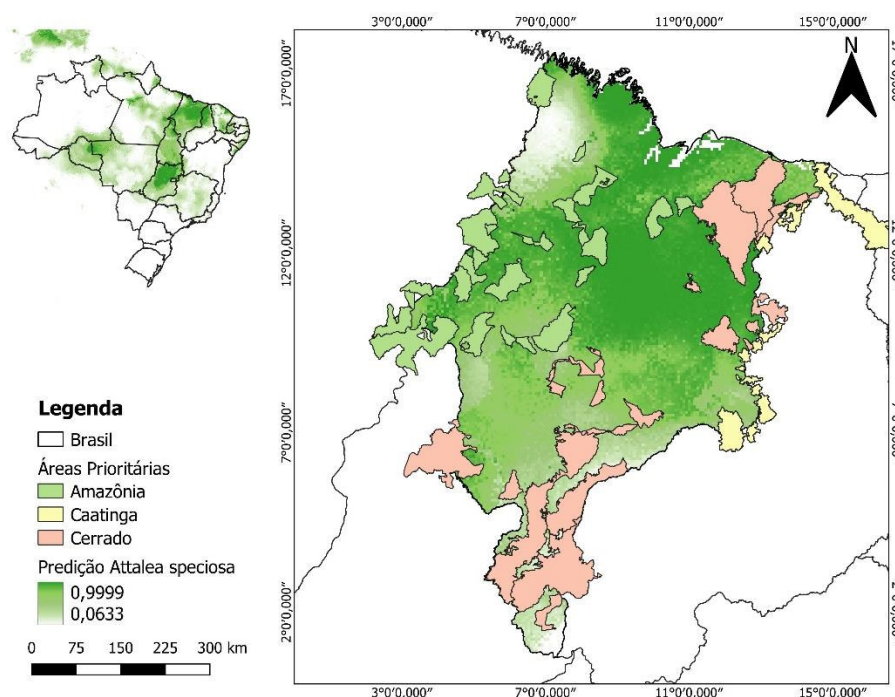 3°0'0,000" 7°0'0,000" 11°0'0,000" 15°0'0,000"
N
17°0'0,000"
12°0'0,000"
7°0'0,000"
2°0'0,000"
Legenda
Brasil
Áreas Prioritárias
Amazônia
Caatinga
Cerrado
Predição Attalea speciosa
0,9999
0,0633
0 75 150 225 300 km
3°0'0,000" 7°0'0,000" 11°0'0,000" 15°0'0,000"